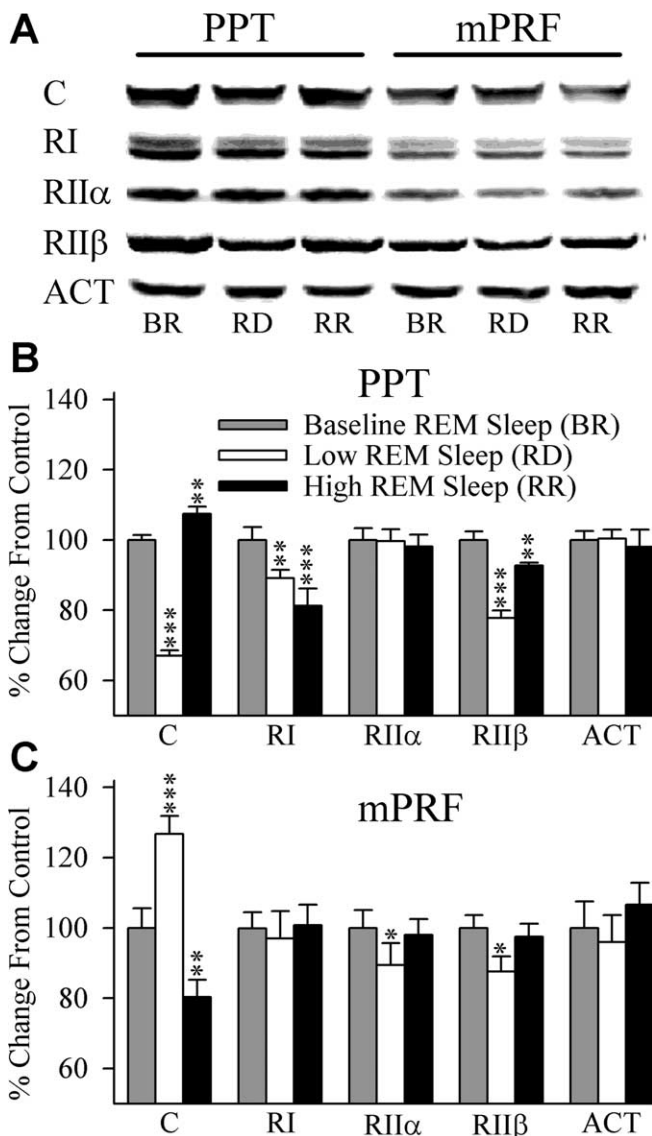 A
PPT mPRF
C
RI
RIIα
RIIβ
ACT
BR RD RR BR RD RR
B
PPT
140
120
100
80
60
% Change From Control
Baseline REM Sleep (BR)
Low REM Sleep (RD)
High REM Sleep (RR)
*** ** ** *** *** **
C RI RIIα RIIβ ACT
C
mPRF
140
120
100
80
60
% Change From Control
*** ** * *
C RI RIIα RIIβ ACT